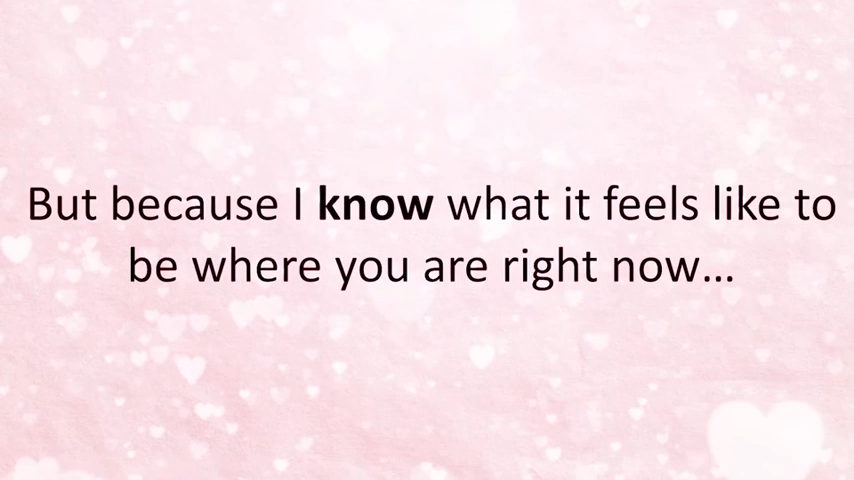 But because I know what it feels like to
be where you are right now...